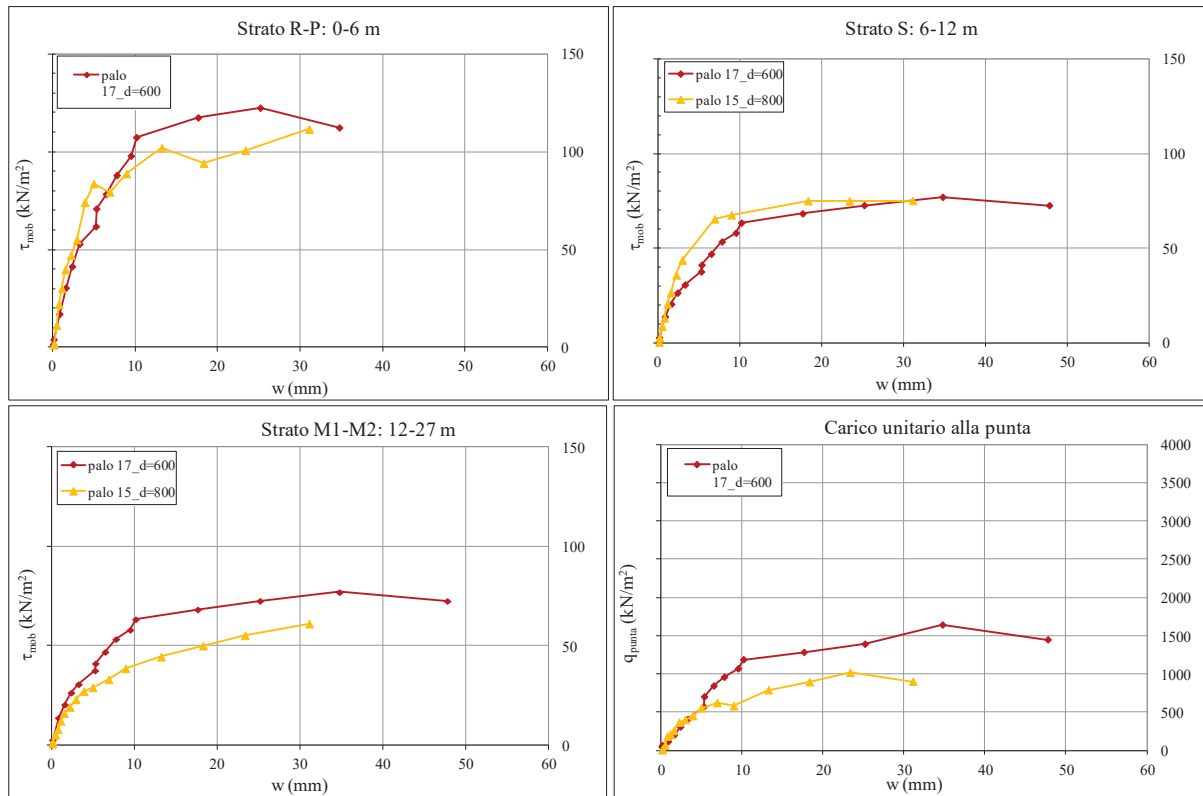 Strato R-P: 0-6 m
palo
17_d=600
150
100
50
0
τmob (kN/m²)
0 10 20 30 40 50 60
w (mm)
Strato S: 6-12 m
palo 17_d=600
palo 15_d=800
150
100
50
0
τmob (kN/m²)
0 10 20 30 40 50 60
w (mm)
Strato M1-M2: 12-27 m
palo 17_d=600
palo 15_d=800
150
100
50
0
τmob (kN/m²)
0 10 20 30 40 50 60
w (mm)
Carico unitario alla punta
palo
17_d=600
4000
3500
3000
2500
2000
1500
1000
500
0
qpunta (kN/m²)
0 10 20 30 40 50 60
w (mm)